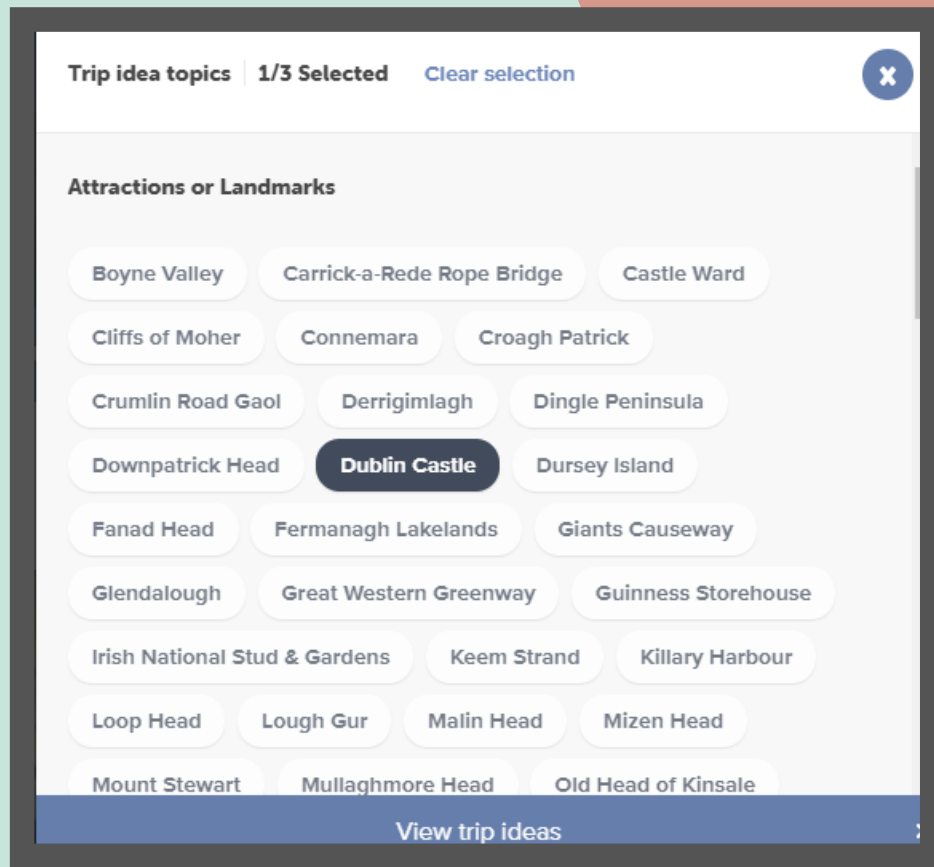 Trip idea topics 1/3 Selected Clear selection
Attractions or Landmarks
Boyne Valley Carrick-a-Rede Rope Bridge Castle Ward
Cliffs of Moher Connemara Croagh Patrick
Crumlin Road Gaol Derrigimlagh Dingle Peninsula
Downpatrick Head Dublin Castle Dursey Island
Fanad Head Fermanagh Lakelands Giants Causeway
Glendalough Great Western Greenway Guinness Storehouse
Irish National Stud & Gardens Keem Strand Killary Harbour
Loop Head Lough Gur Malin Head Mizen Head
Mount Stewart Mullaghmore Head Old Head of Kinsale
View trip ideas